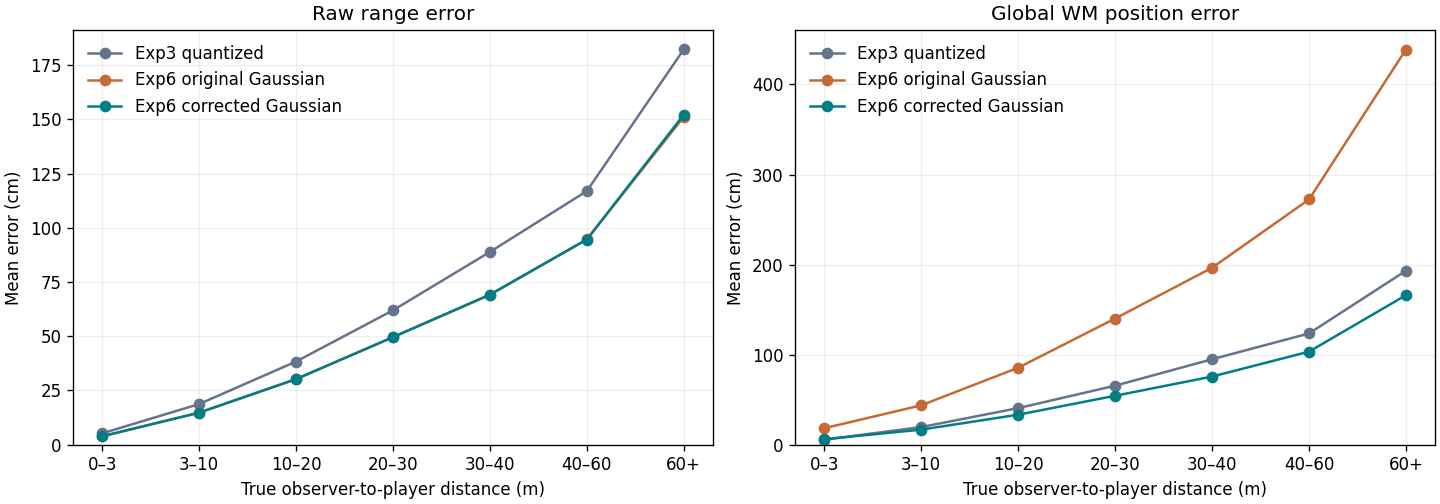 Raw range error
Exp3 quantized
Exp6 original Gaussian
Exp6 corrected Gaussian
Mean error (cm)
175
150
125
100
75
50
25
0
0–3
3–10
10–20
20–30
30–40
40–60
60+
True observer-to-player distance (m)
Global WM position error
Exp3 quantized
Exp6 original Gaussian
Exp6 corrected Gaussian
Mean error (cm)
400
300
200
100
0
0–3
3–10
10–20
20–30
30–40
40–60
60+
True observer-to-player distance (m)